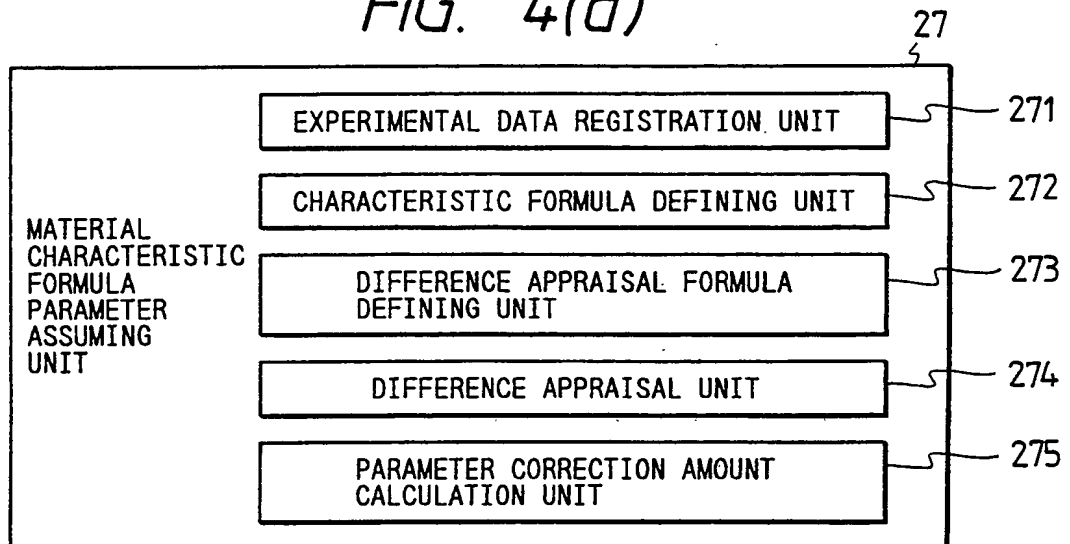 FIG. 4(a)
27
EXPERIMENTAL DATA REGISTRATION UNIT
271
CHARACTERISTIC FORMULA DEFINING UNIT
272
MATERIAL
CHARACTERISTIC
FORMULA
PARAMETER
ASSUMING
UNIT
DIFFERENCE APPRAISAL FORMULA
DEFINING UNIT
273
DIFFERENCE APPRAISAL UNIT
274
PARAMETER CORRECTION AMOUNT
CALCULATION UNIT
275